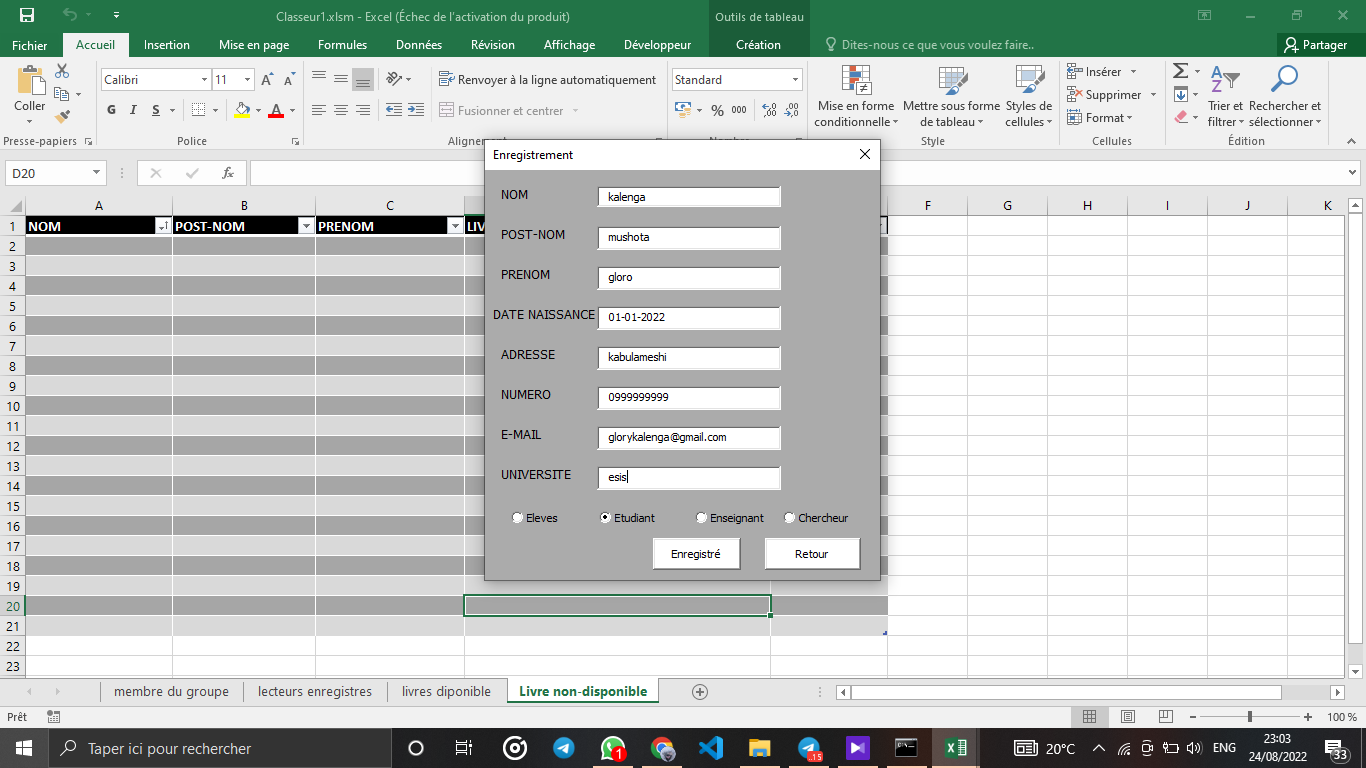 Classeur1.xlsm - Excel (Échec de l'activation du produit)
Outils de tableau
Fichier Accueil Insertion Mise en page Formules Données Révision Affichage Développeur Création Dites-nous ce que vous voulez faire.. Partager
Coller
Calibri 11
G I S
Renvoyer à la ligne automatiquement
Fusionner et centrer
Standard
% 000
Mise en forme conditionnelle
Mettre sous forme de tableau
Styles de cellules
Insérer
Supprimer
Format
Trier et filtrer
Rechercher et sélectionner
Presse-papiers Police Style Cellules Édition
D20 fx
A B C F G H I J K
1 NOM POST-NOM PRENOM LIV
2
3
4
5
6
7
8
9
10
11
12
13
14
15
16
17
18
19
20
21
22
23
Enregistrement
NOM kalenga
POST-NOM mushota
PRENOM gloro
DATE NAISSANCE 01-01-2022
ADRESSE kabulameshi
NUMERO 0999999999
E-MAIL glorykalenga@gmail.com
UNIVERSITE esis
Eleves Etudiant Enseignant Chercheur
Enregistré Retour
membre du groupe lecteurs enregistres livres diponible Livre non-disponible
Prêt 100 %
Taper ici pour rechercher
1
..15
20°C
ENG
23:03
24/08/2022
33